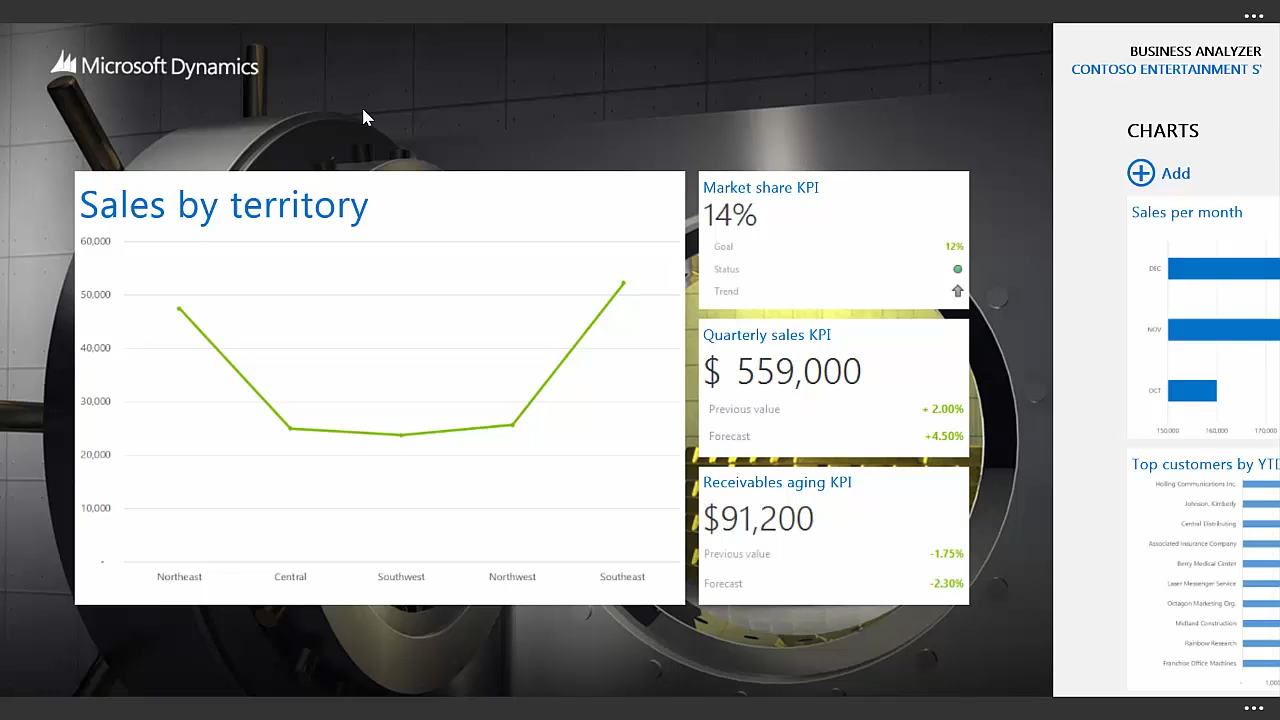 Microsoft Dynamics
BUSINESS ANALYZER
CONTOSO ENTERTAINMENT S'
Sales by territory
60,000
50,000
40,000
30,000
20,000
10,000
-
Northeast Central Southwest Northwest Southeast
Market share KPI
14%
Goal 12%
Status
Trend
Quarterly sales KPI
$ 559,000
Previous value + 2.00%
Forecast +4.50%
Receivables aging KPI
$91,200
Previous value -1.75%
Forecast -2.30%
CHARTS
Add
Sales per month
DEC
NOV
OCT
150,000 160,000 170,000
Top customers by YTD
Holling Communications Inc.
Johnson, Kimberly
Central Distributing
Associated Insurance Company
Berry Medical Center
Laser Messenger Service
Octagon Marketing Org.
Midland Construction
Rainbow Research
Franchise Office Machines
- 1,000